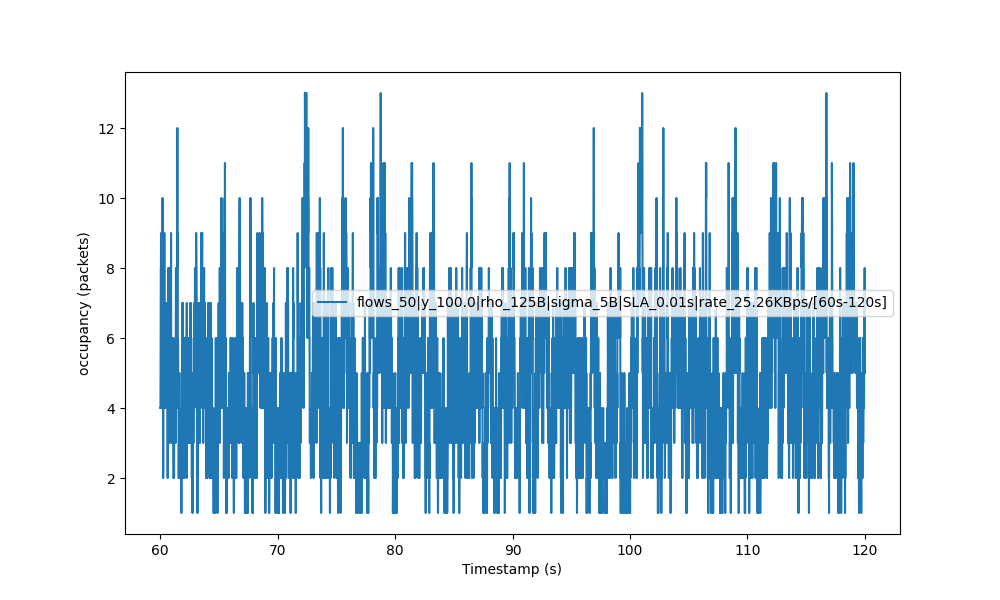 occupancy (packets)
12
10
8
6
4
2
flows_50|y_100.0|rho_125B|sigma_5B|SLA_0.01s|rate_25.26KBps/[60s-120s]
60 70 80 90 100 110 120
Timestamp (s)